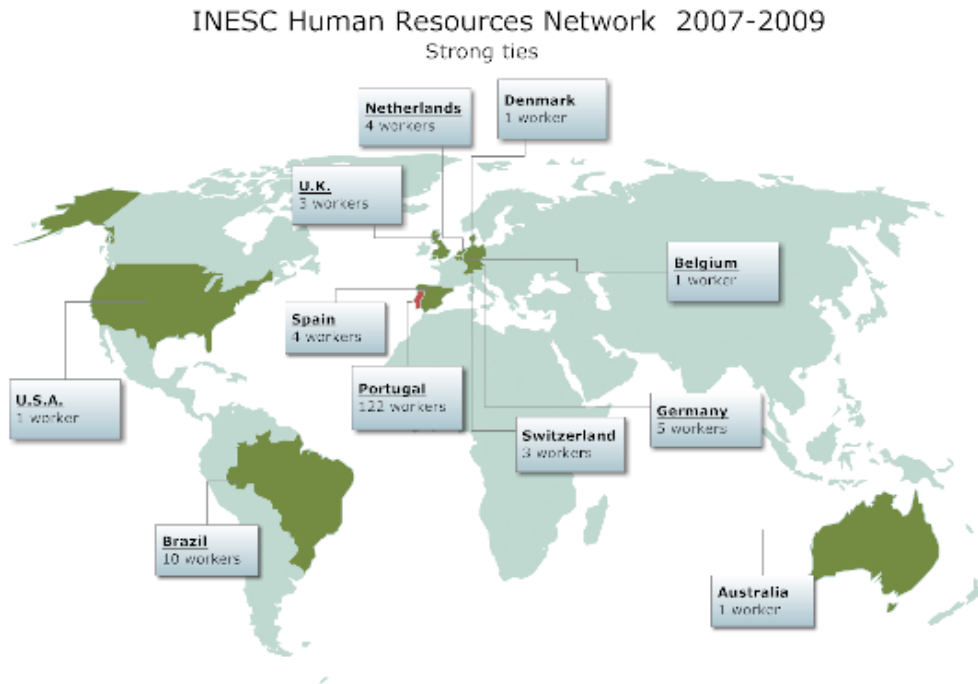 INESC Human Resources Network  2007-2009
Strong ties
Netherlands
4 workers
Denmark
1 worker
U.K.
3 workers
Belgium
1 worker
Spain
4 workers
U.S.A.
1 worker
Portugal
122 workers
Germany
5 workers
Switzerland
3 workers
Brazil
10 workers
Australia
1 worker